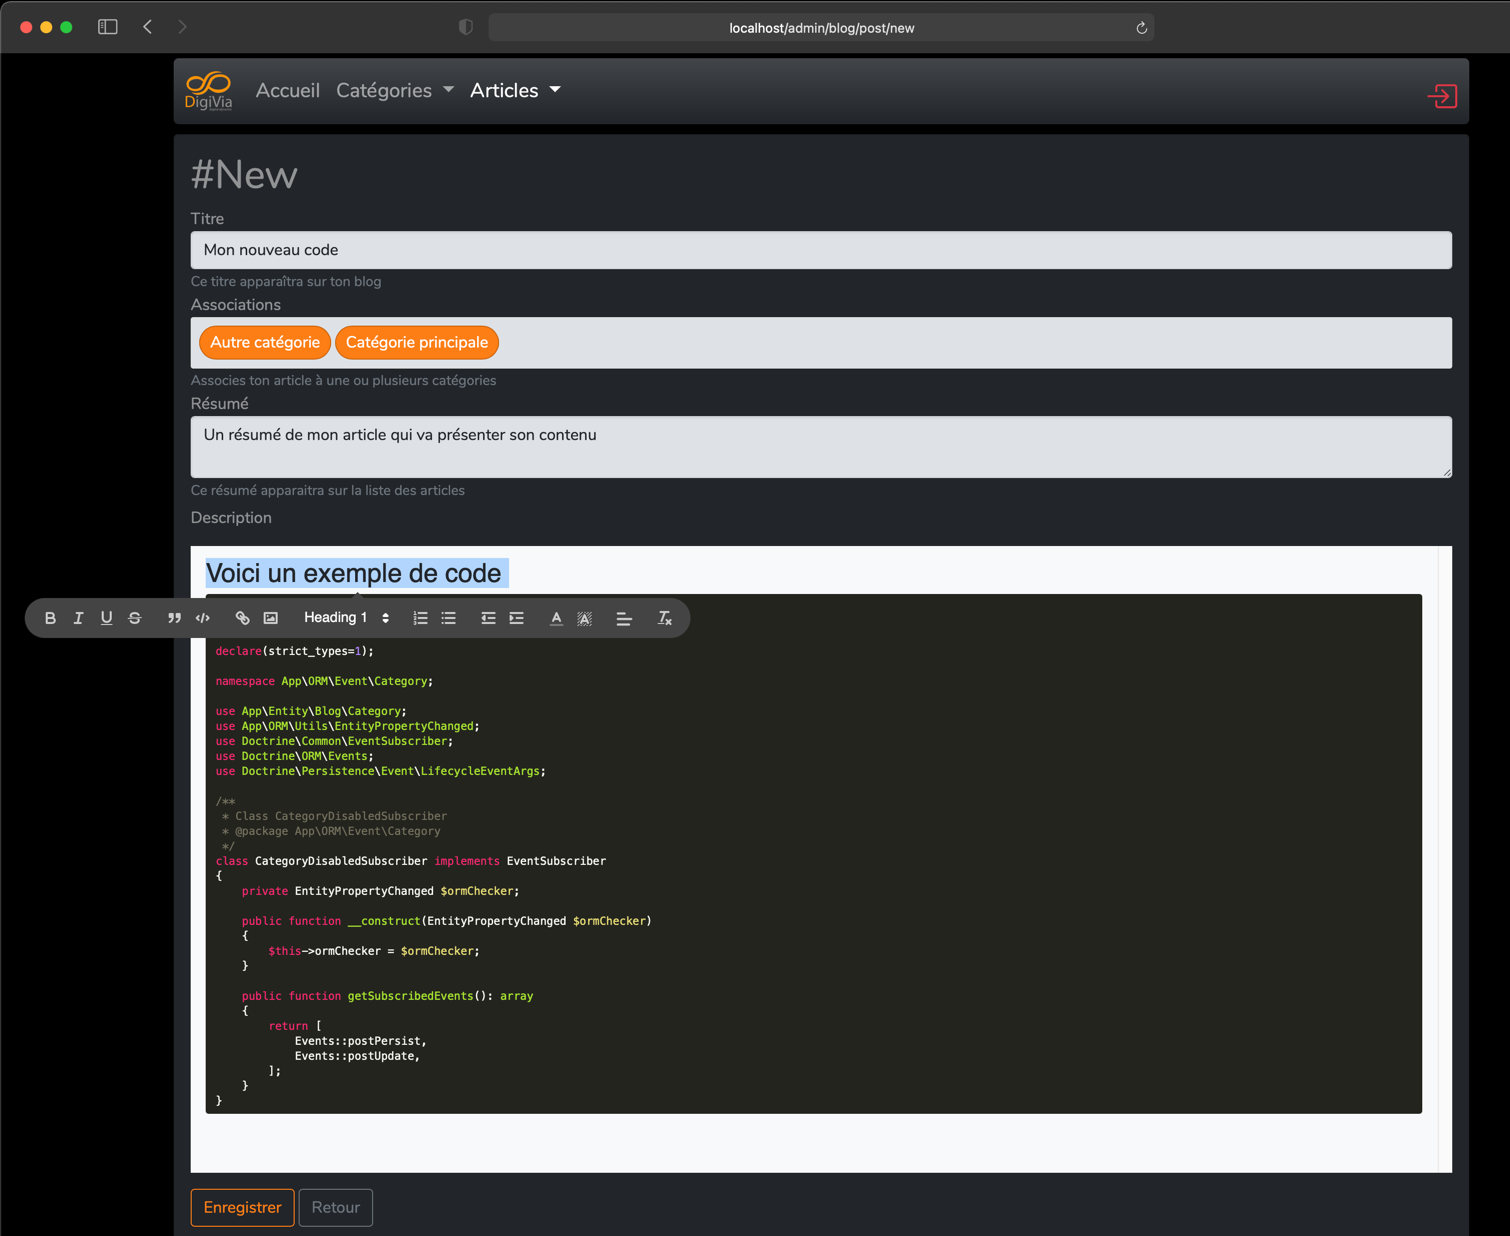 localhost/admin/blog/post/new
DigiVia
Accueil Catégories Articles
#New
Titre
Mon nouveau code
Ce titre apparaîtra sur ton blog
Associations
Autre catégorie Catégorie principale
Associes ton article à une ou plusieurs catégories
Résumé
Un résumé de mon article qui va présenter son contenu
Ce résumé apparaitra sur la liste des articles
Description
Voici un exemple de code
B I U S Heading 1
declare(strict_types=1);
namespace App\ORM\Event\Category;
use App\Entity\Blog\Category;
use App\ORM\Utils\EntityPropertyChanged;
use Doctrine\Common\EventSubscriber;
use Doctrine\ORM\Events;
use Doctrine\Persistence\Event\LifecycleEventArgs;
/**
 * Class CategoryDisabledSubscriber
 * @package App\ORM\Event\Category
 */
class CategoryDisabledSubscriber implements EventSubscriber
{
    private EntityPropertyChanged $ormChecker;
    public function __construct(EntityPropertyChanged $ormChecker)
    {
        $this->ormChecker = $ormChecker;
    }
    public function getSubscribedEvents(): array
    {
        return [
            Events::postPersist,
            Events::postUpdate,
        ];
    }
}
Enregistrer Retour